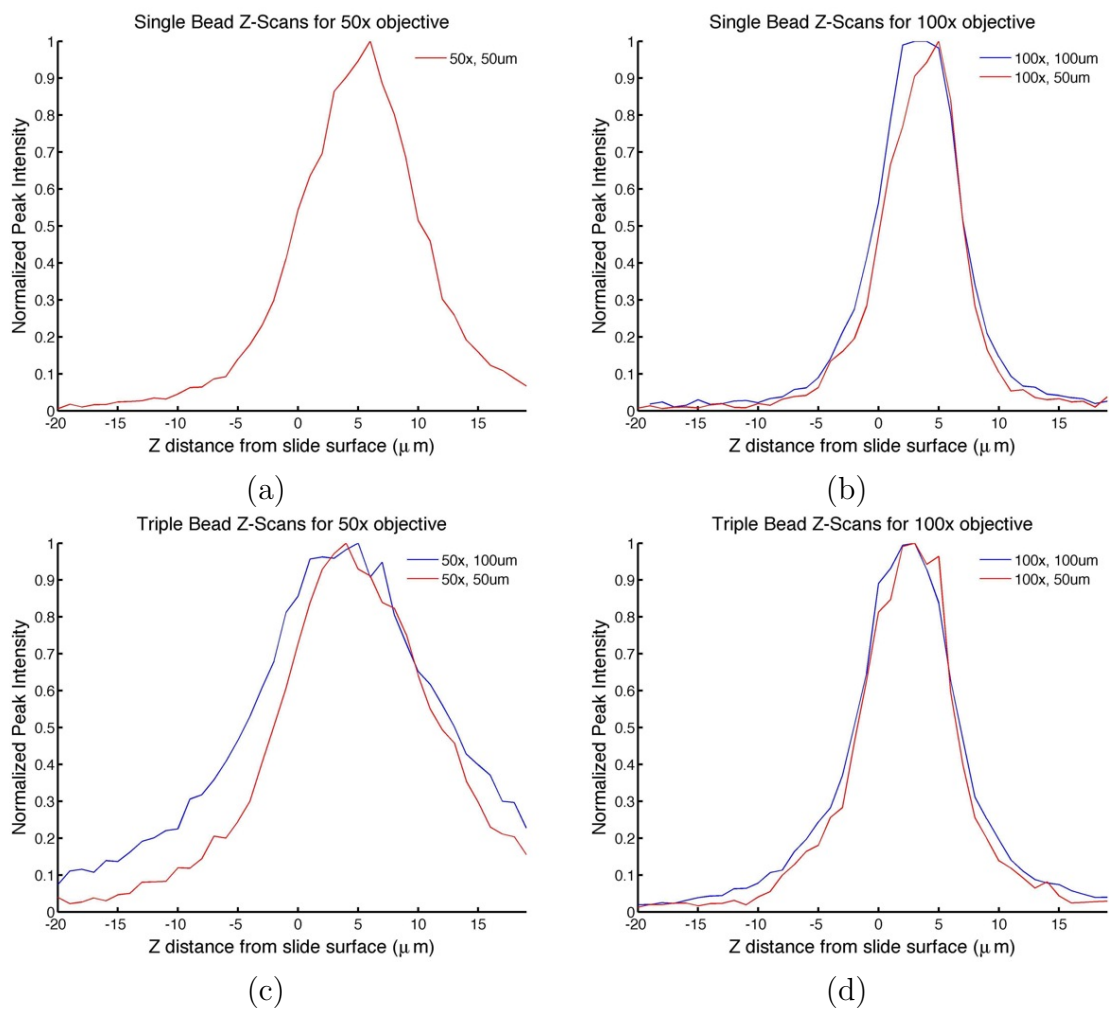 Single Bead Z-Scans for 50x objective
50x, 50um
Normalized Peak Intensity
1
0.9
0.8
0.7
0.6
0.5
0.4
0.3
0.2
0.1
0
-20 -15 -10 -5 0 5 10 15
Z distance from slide surface (μ m)
(a)
Single Bead Z-Scans for 100x objective
100x, 100um
100x, 50um
Normalized Peak Intensity
1
0.9
0.8
0.7
0.6
0.5
0.4
0.3
0.2
0.1
0
-20 -15 -10 -5 0 5 10 15
Z distance from slide surface (μ m)
(b)
Triple Bead Z-Scans for 50x objective
50x, 100um
50x, 50um
Normalized Peak Intensity
1
0.9
0.8
0.7
0.6
0.5
0.4
0.3
0.2
0.1
0
-20 -15 -10 -5 0 5 10 15
Z distance from slide surface (μ m)
(c)
Triple Bead Z-Scans for 100x objective
100x, 100um
100x, 50um
Normalized Peak Intensity
1
0.9
0.8
0.7
0.6
0.5
0.4
0.3
0.2
0.1
0
-20 -15 -10 -5 0 5 10 15
Z distance from slide surface (μ m)
(d)